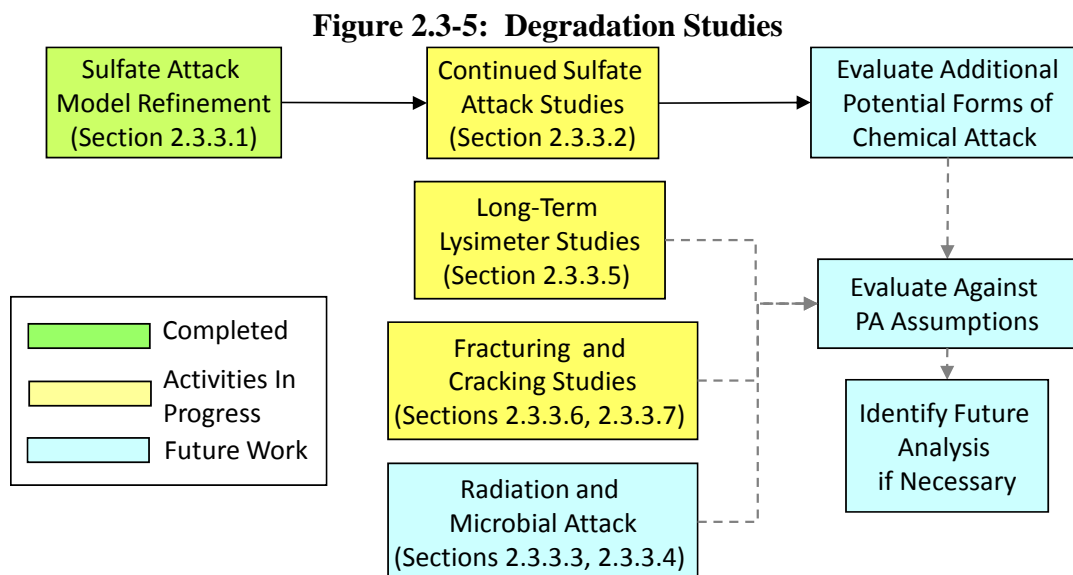 Figure 2.3-5: Degradation Studies
Sulfate Attack
Model Refinement
(Section 2.3.3.1)
Continued Sulfate
Attack Studies
(Section 2.3.3.2)
Evaluate Additional
Potential Forms of
Chemical Attack
Long-Term
Lysimeter Studies
(Section 2.3.3.5)
Evaluate Against
PA Assumptions
Fracturing and
Cracking Studies
(Sections 2.3.3.6, 2.3.3.7)
Identify Future
Analysis
if Necessary
Radiation and
Microbial Attack
(Sections 2.3.3.3, 2.3.3.4)
Completed
Activities In
Progress
Future Work